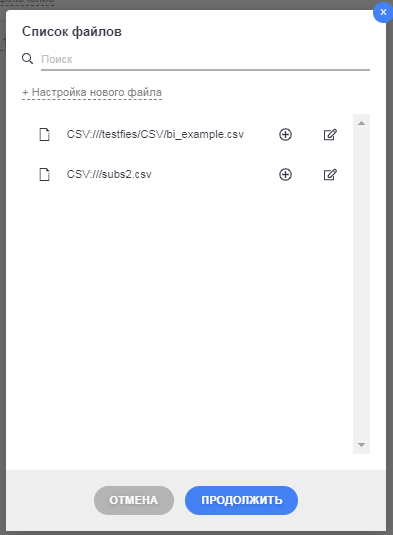 Список файлов
Поиск
+ Настройка нового файла
CSV:///testfies/CSV/bi_example.csv
CSV:///subs2.csv
ОТМЕНА
ПРОДОЛЖИТЬ